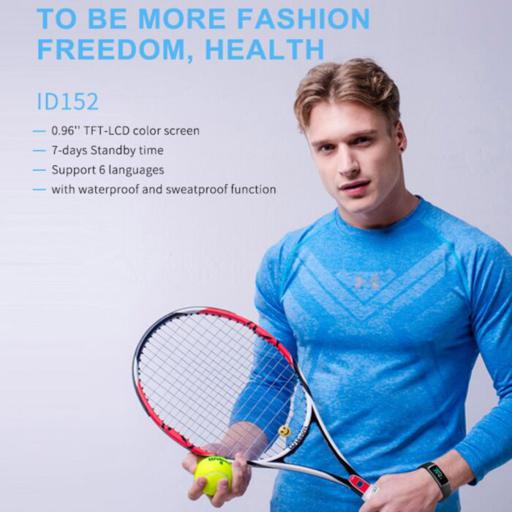 TO BE MORE FASHION
FREEDOM, HEALTH
ID152
— 0.96'' TFT-LCD color screen
— 7-days Standby time
— Support 6 languages
— with waterproof and sweatproof function